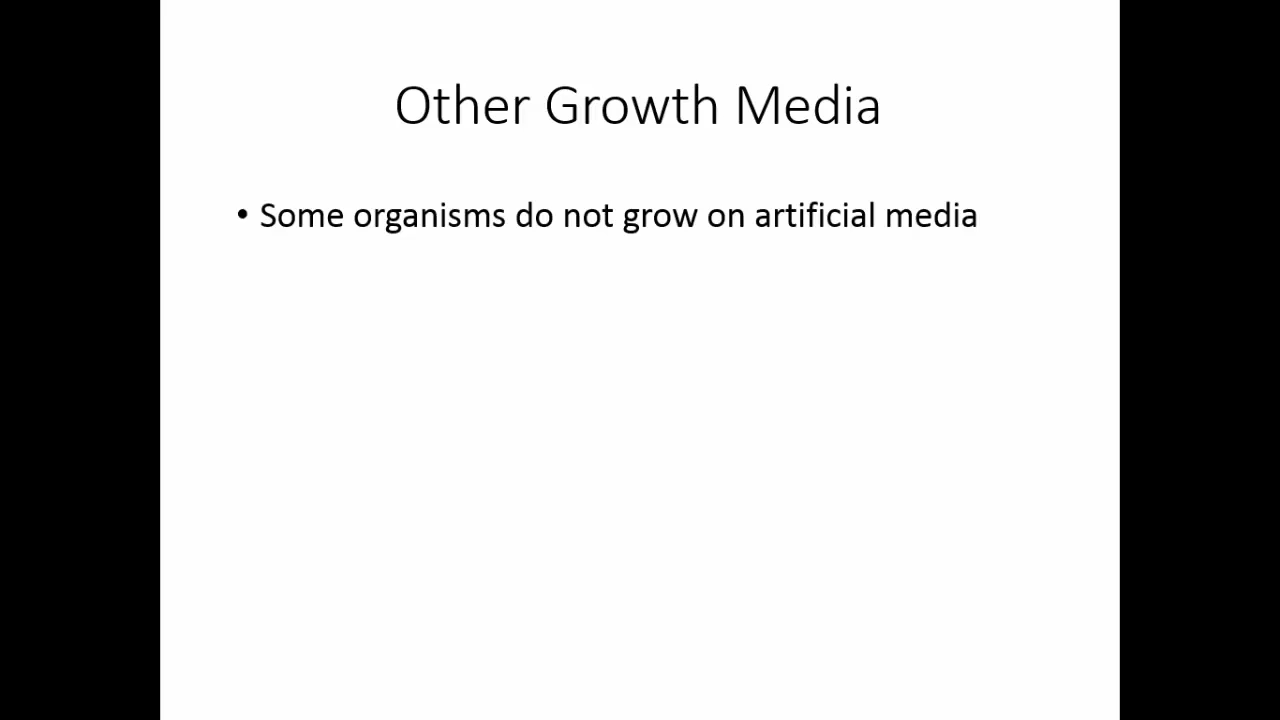 Other Growth Media
• Some organisms do not grow on artificial media